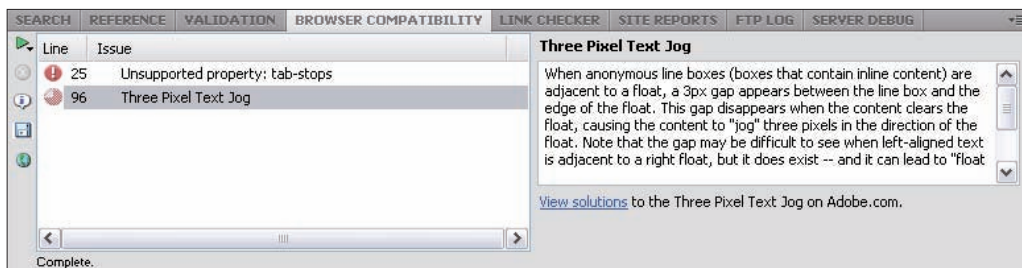 SEARCH REFERENCE VALIDATION BROWSER COMPATIBILITY LINK CHECKER SITE REPORTS FTP LOG SERVER DEBUG
Line Issue
25 Unsupported property: tab-stops
96 Three Pixel Text Jog
Complete.
Three Pixel Text Jog
When anonymous line boxes (boxes that contain inline content) are
adjacent to a float, a 3px gap appears between the line box and the
edge of the float. This gap disappears when the content clears the
float, causing the content to "jog" three pixels in the direction of the
float. Note that the gap may be difficult to see when left-aligned text
is adjacent to a right float, but it does exist -- and it can lead to "float
View solutions to the Three Pixel Text Jog on Adobe.com.